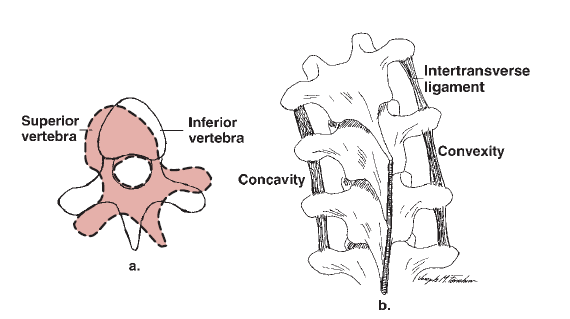 Superior
vertebra
Inferior
vertebra
a.
Intertransverse
ligament
Convexity
Concavity
b.